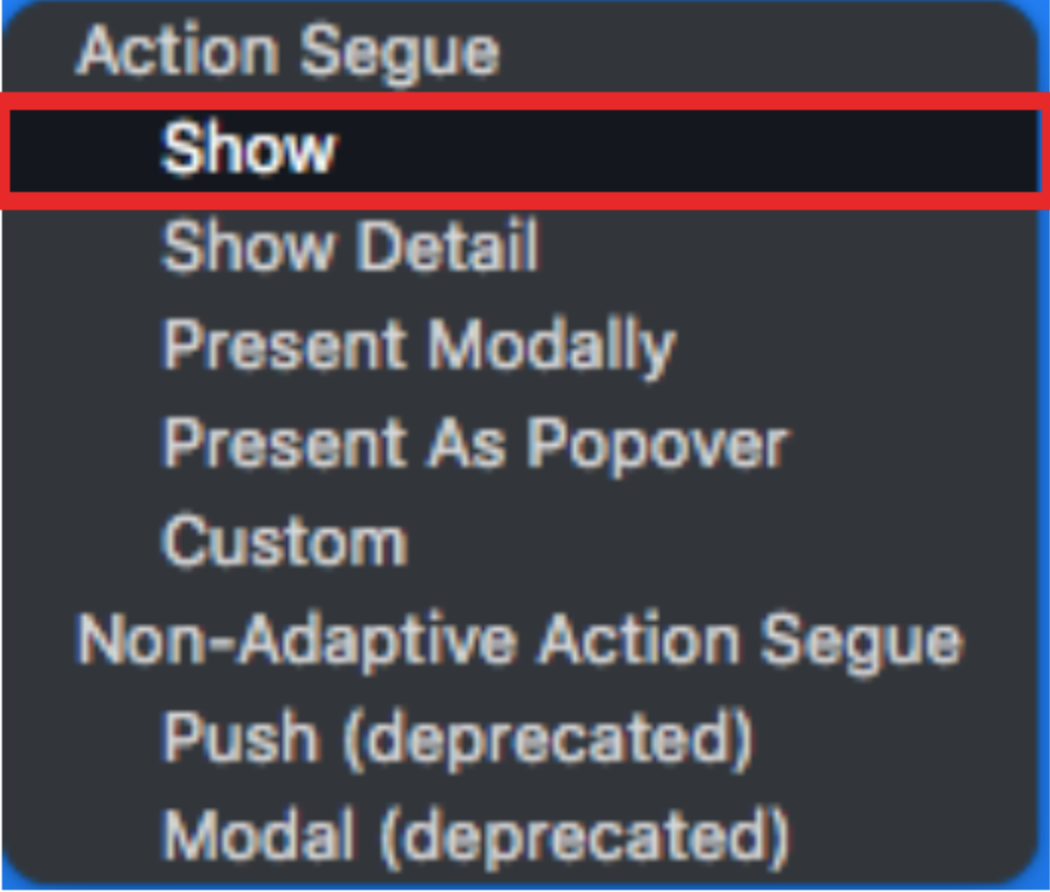 Action Segue
Show
Show Detail
Present Modally
Present As Popover
Custom
Non-Adaptive Action Segue
Push (deprecated)
Modal (deprecated)